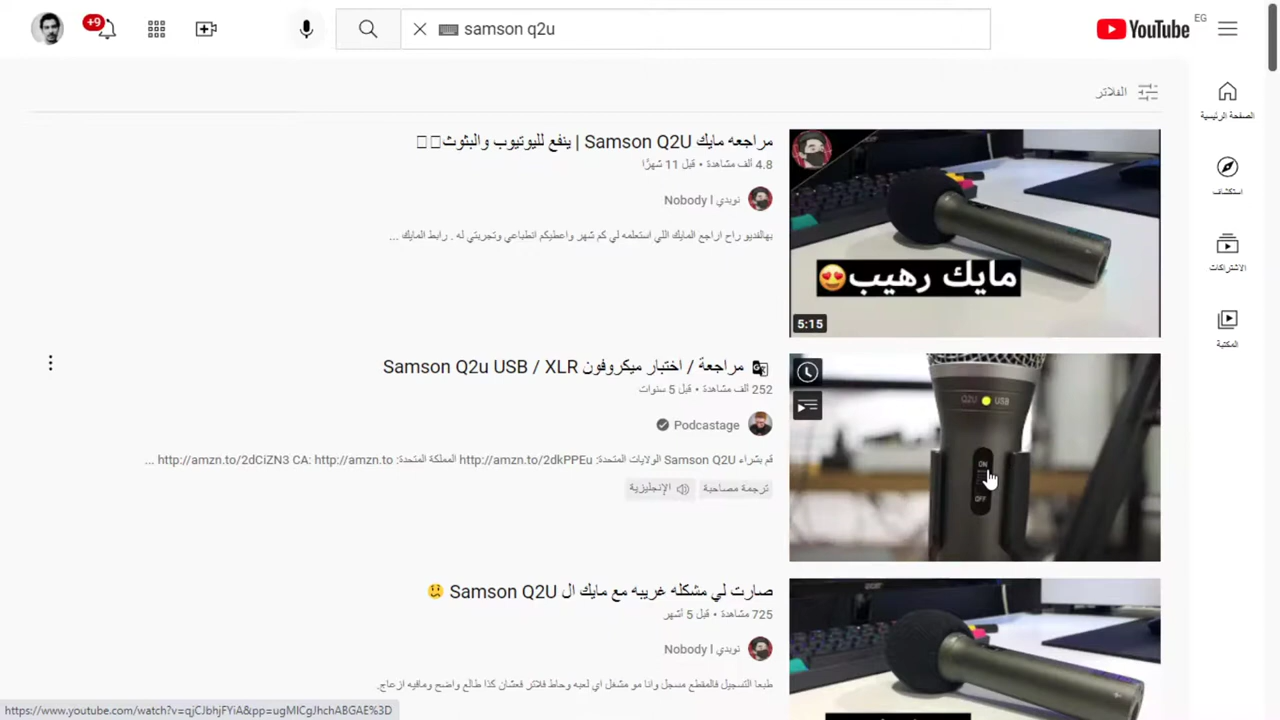 +9
samson q2u
YouTube EG
الفلاتر
الصفحة الرئيسية
استكشاف
الاشتراكات
المكتبة
مراجعه مايك Samson Q2U | ينفع لليوتيوب والبثوث
4.8 ألف مشاهدة • قبل 11 شهرًا
نوبدي | Nobody
بهالفديو راح اراجع المايك اللي استعلمه لي كم شهر واعطيكم انطباعي وتجربتي له . رابط المايك ...
مايك رهيب😍
5:15
مراجعة / اختبار ميكروفون Samson Q2u USB / XLR
252 ألف مشاهدة • قبل 5 سنوات
Podcastage
قم بشراء Samson Q2U الولايات المتحدة: http://amzn.to/2dkPPEu المملكة المتحدة: http://amzn.to/2dCiZN3 CA: http://amzn.to ...
ترجمة مصاحبة
الإنجليزية
Q2U USB
ON
OFF
صارت لي مشكله غريبه مع مايك ال Samson Q2U 🤒
725 مشاهدة • قبل 5 أشهر
نوبدي | Nobody
طبعا التسجيل فالمقطع مسجل وانا مو مشغل اي لعبه وحاط فلاتر فعشان كذا طالع واضح ومافيه ازعاج.
https://www.youtube.com/watch?v=qjCJbhjFYiA&pp=ugMICgJhchABGAE%3D